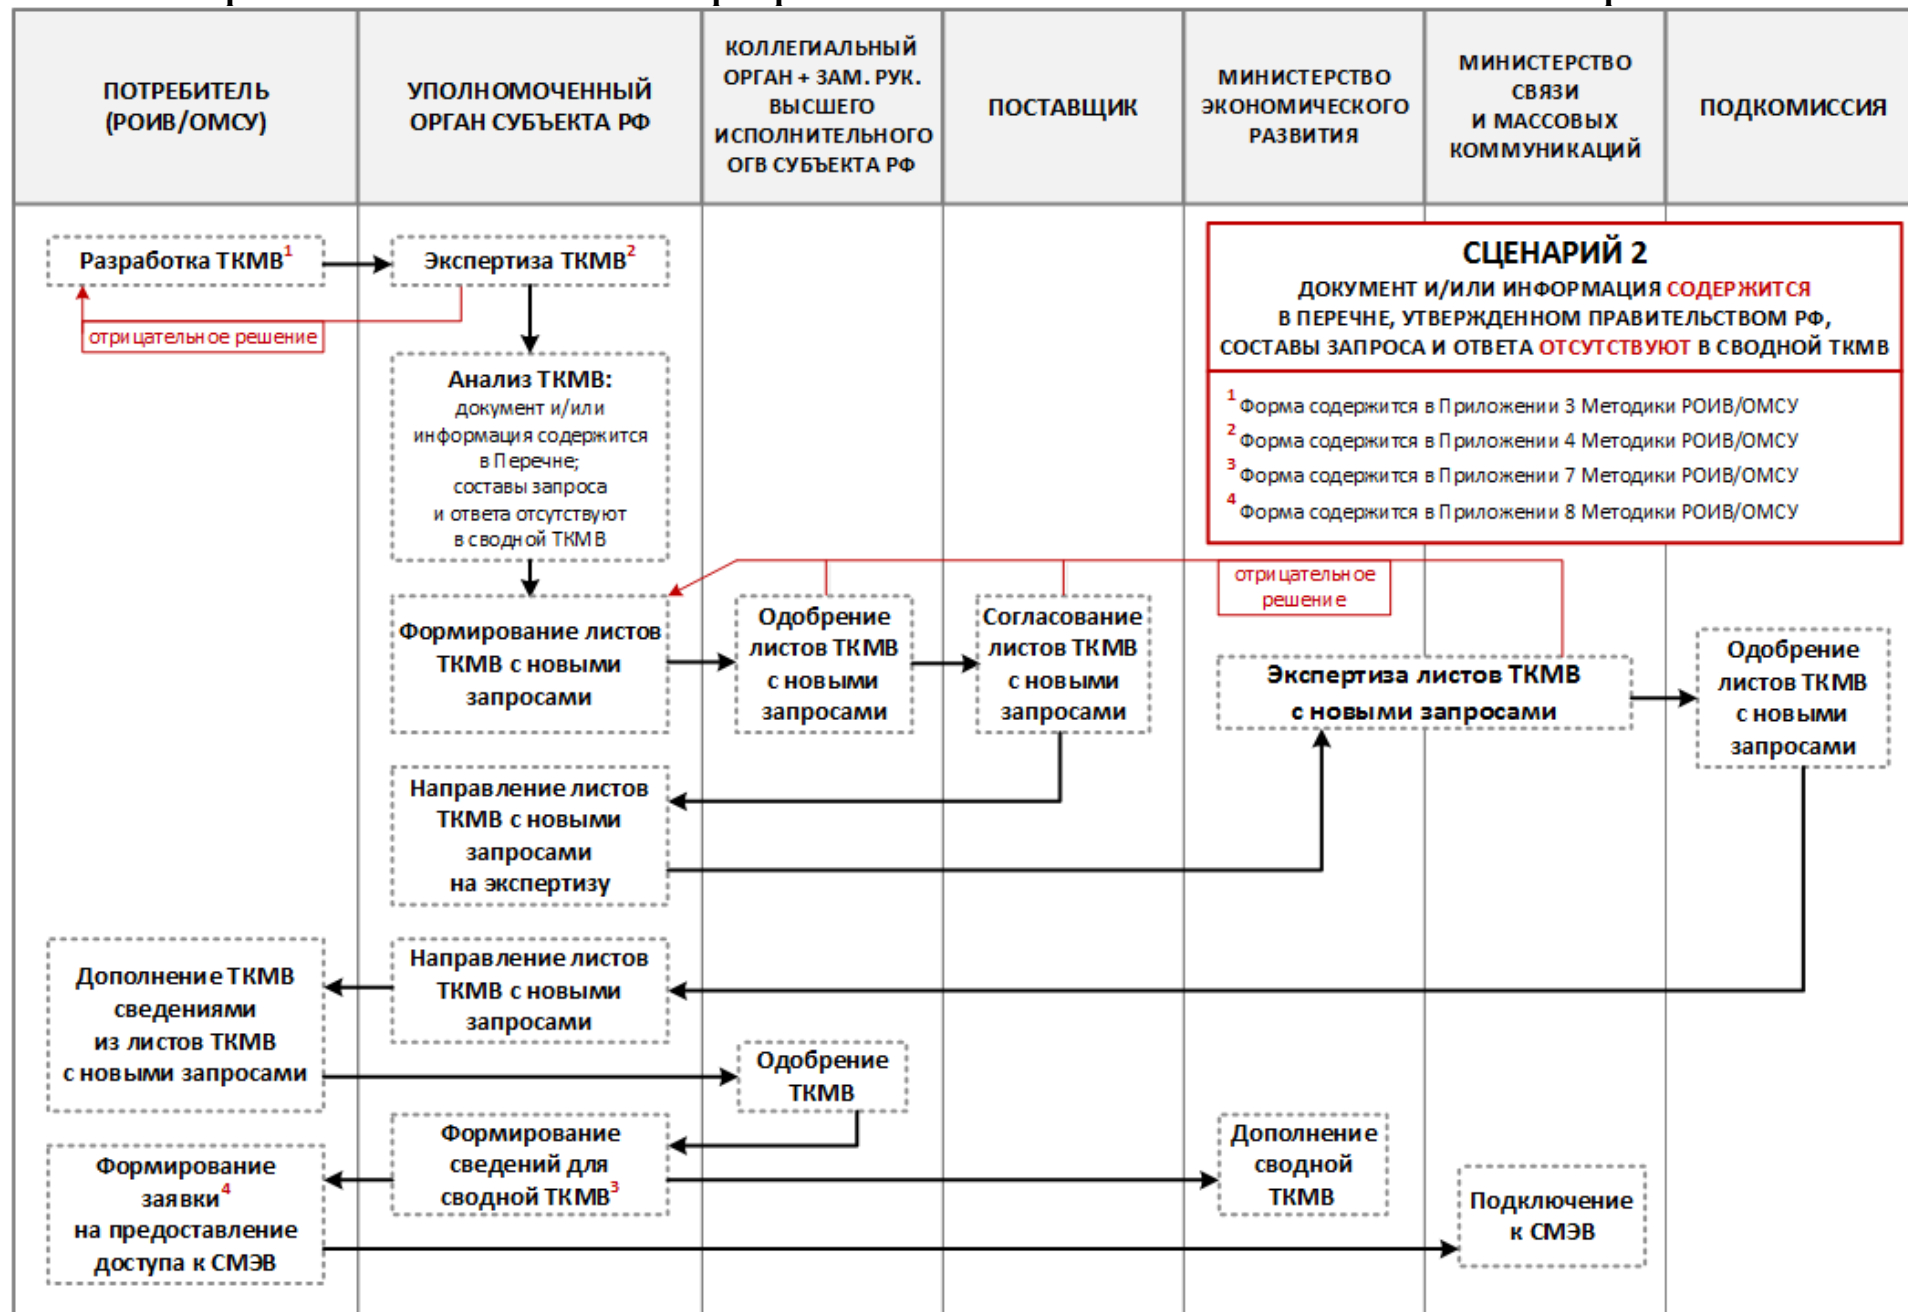 ПОТРЕБИТЕЛЬ
(РОИВ/ОМСУ)
УПОЛНОМОЧЕННЫЙ
ОРГАН СУБЪЕКТА РФ
КОЛЛЕГИАЛЬНЫЙ
ОРГАН + ЗАМ. РУК.
ВЫСШЕГО
ИСПОЛНИТЕЛЬНОГО
ОГВ СУБЪЕКТА РФ
ПОСТАВЩИК
МИНИСТЕРСТВО
ЭКОНОМИЧЕСКОГО
РАЗВИТИЯ
МИНИСТЕРСТВО
СВЯЗИ
И МАССОВЫХ
КОММУНИКАЦИЙ
ПОДКОМИССИЯ
Разработка ТКМВ1
Экспертиза ТКМВ2
отрицательное решение
СЦЕНАРИЙ 2
ДОКУМЕНТ И/ИЛИ ИНФОРМАЦИЯ СОДЕРЖИТСЯ
В ПЕРЕЧНЕ, УТВЕРЖДЕННОМ ПРАВИТЕЛЬСТВОМ РФ,
СОСТАВЫ ЗАПРОСА И ОТВЕТА ОТСУТСТВУЮТ В СВОДНОЙ ТКМВ
1 Форма содержится в Приложении 3 Методики РОИВ/ОМСУ
2 Форма содержится в Приложении 4 Методики РОИВ/ОМСУ
3 Форма содержится в Приложении 7 Методики РОИВ/ОМСУ
4 Форма содержится в Приложении 8 Методики РОИВ/ОМСУ
Анализ ТКМВ:
документ и/или
информация содержится
в Перечне;
составы запроса
и ответа отсутствуют
в сводной ТКМВ
отрицательное
решение
Формирование листов
ТКМВ с новыми
запросами
Одобрение
листов ТКМВ
с новыми
запросами
Согласование
листов ТКМВ
с новыми
запросами
Экспертиза листов ТКМВ
с новыми запросами
Одобрение
листов ТКМВ
с новыми
запросами
Направление листов
ТКМВ с новыми
запросами
на экспертизу
Дополнение ТКМВ
сведениями
из листов ТКМВ
с новыми запросами
Направление листов
ТКМВ с новыми
запросами
Одобрение
ТКМВ
Формирование
заявки4
на предоставление
доступа к СМЭВ
Формирование
сведений для
сводной ТКМВ3
Дополнение
сводной
ТКМВ
Подключение
к СМЭВ